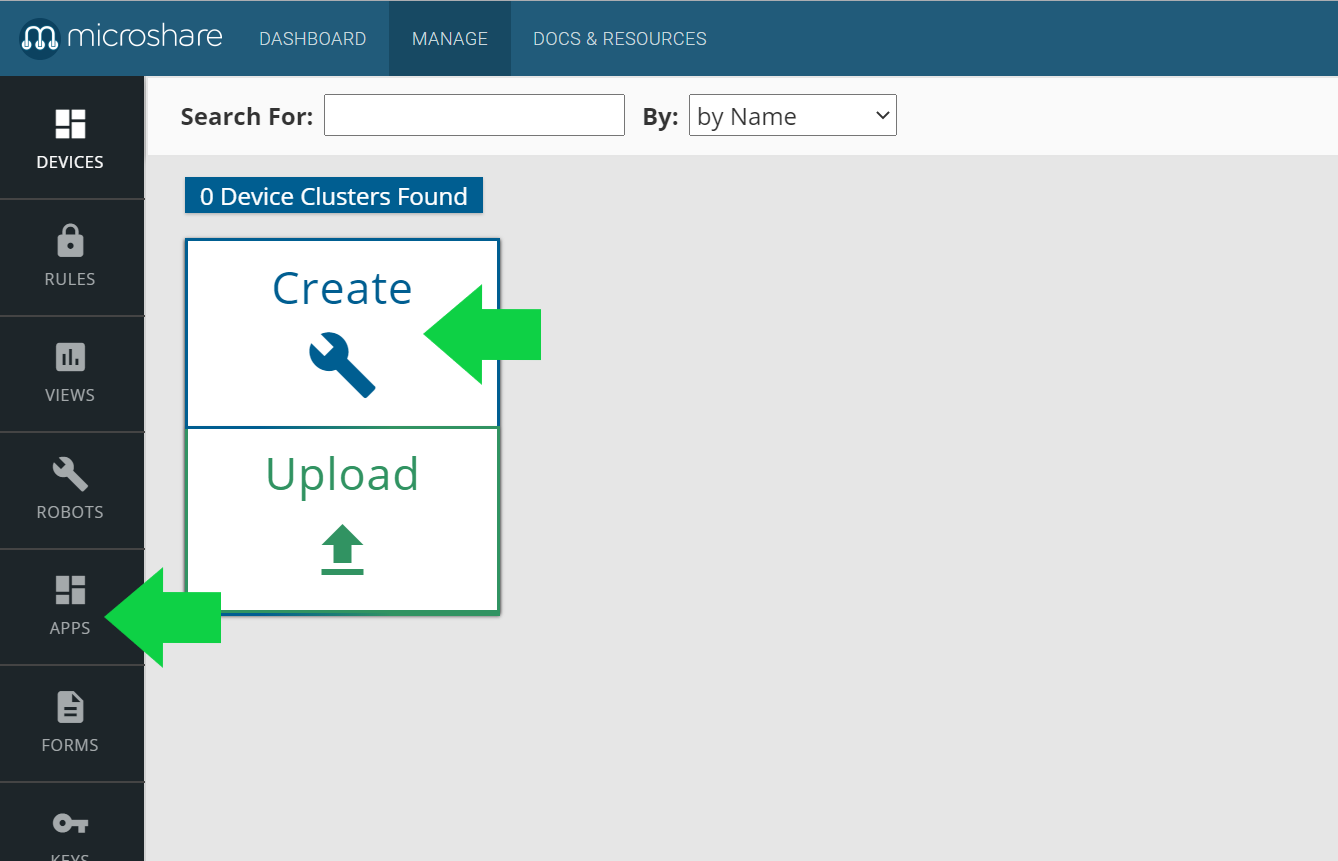 microshare DASHBOARD MANAGE DOCS & RESOURCES
DEVICES
RULES
VIEWS
ROBOTS
APPS
FORMS
KEYS
Search For: By: by Name
0 Device Clusters Found
Create
Upload